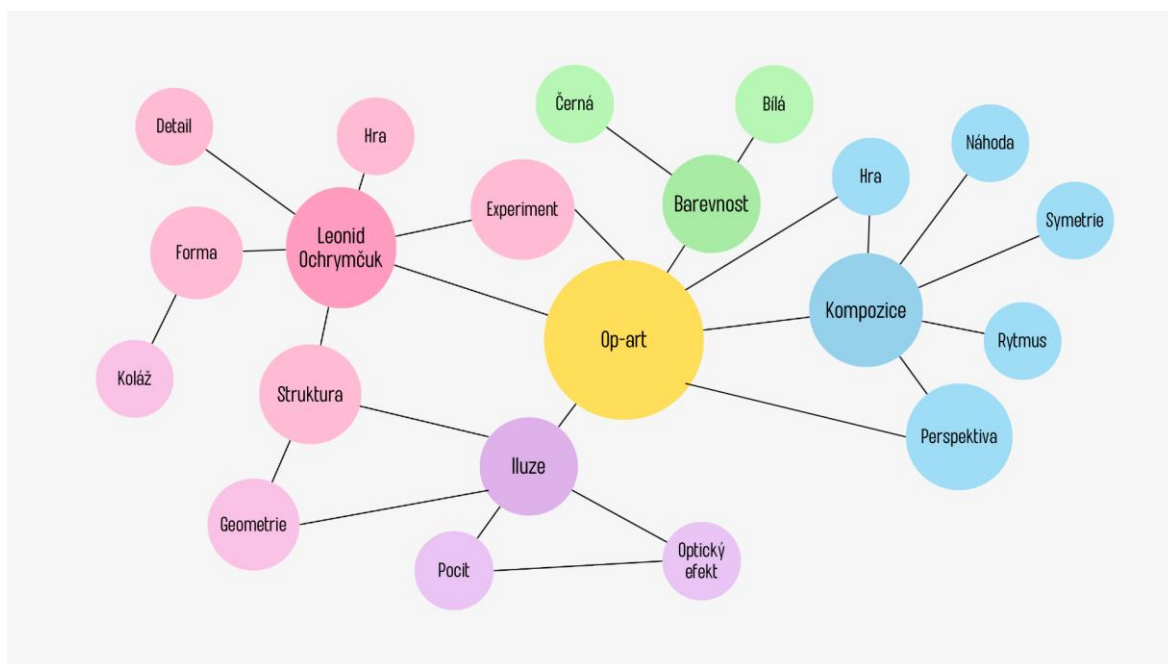 Černá
Bílá
Detail
Hra
Náhoda
Hra
Experiment
Barevnost
Symetrie
Leonid
Ochrymčuk
Forma
Kompozice
Op-art
Rytmus
Koláž
Struktura
Perspektiva
Iluze
Geometrie
Pocit
Optický
efekt